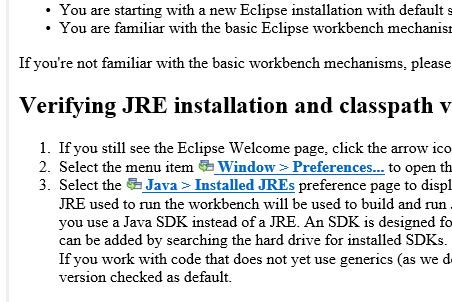 • You are starting with a new Eclipse installation with default s
• You are familiar with the basic Eclipse workbench mechanisr
If you're not familiar with the basic workbench mechanisms, please
Verifying JRE installation and classpath v
1. If you still see the Eclipse Welcome page, click the arrow ico
2. Select the menu item Window > Preferences... to open th
3. Select the Java > Installed JREs preference page to displ
JRE used to run the workbench will be used to build and run .
you use a Java SDK instead of a JRE. An SDK is designed fo
can be added by searching the hard drive for installed SDKs.
If you work with code that does not yet use generics (as we d
version checked as default.